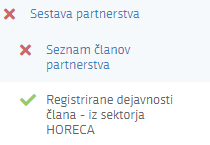 Sestava partnerstva
Seznam članov
partnerstva
Registrirane dejavnosti
člana - iz sektorja
HORECA